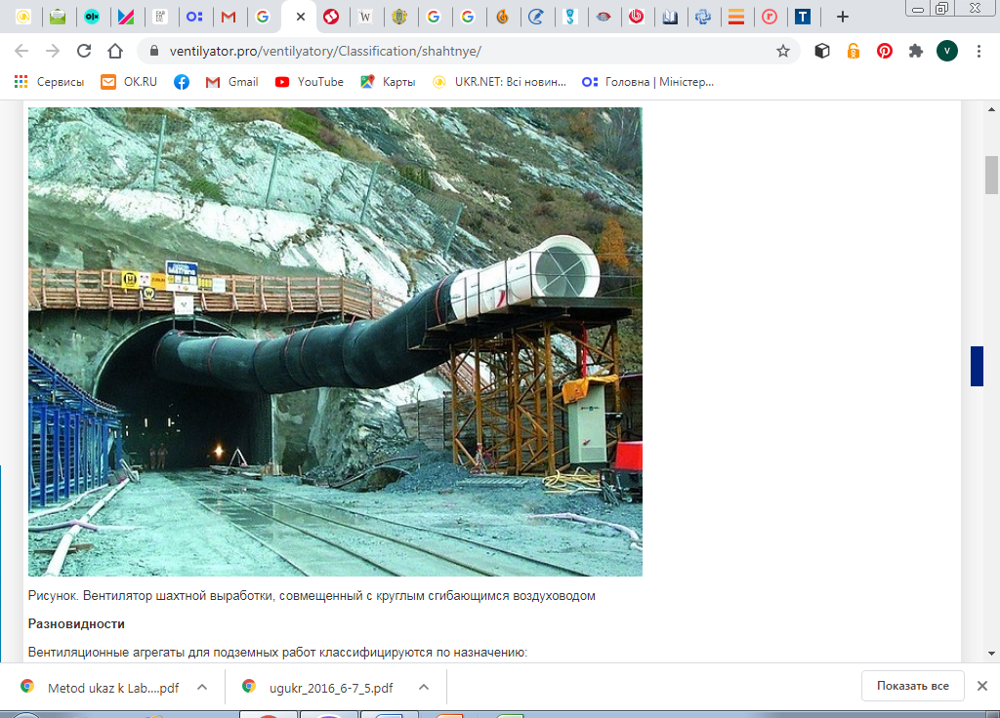 ventilyator.pro/ventilyatory/Classification/shahtnye/
V
Сервисы
OK.RU
Gmail
YouTube
Карты
UKR.NET: Всі новин...
Головна | Міністер...
Рисунок. Вентилятор шахтной выработки, совмещенный с круглым сгибающимся воздуховодом
Разновидности
Вентиляционные агрегаты для подземных работ классифицируются по назначению:
Metod ukaz k Lab....pdf
ugukr_2016_6-7_5.pdf
Показать все